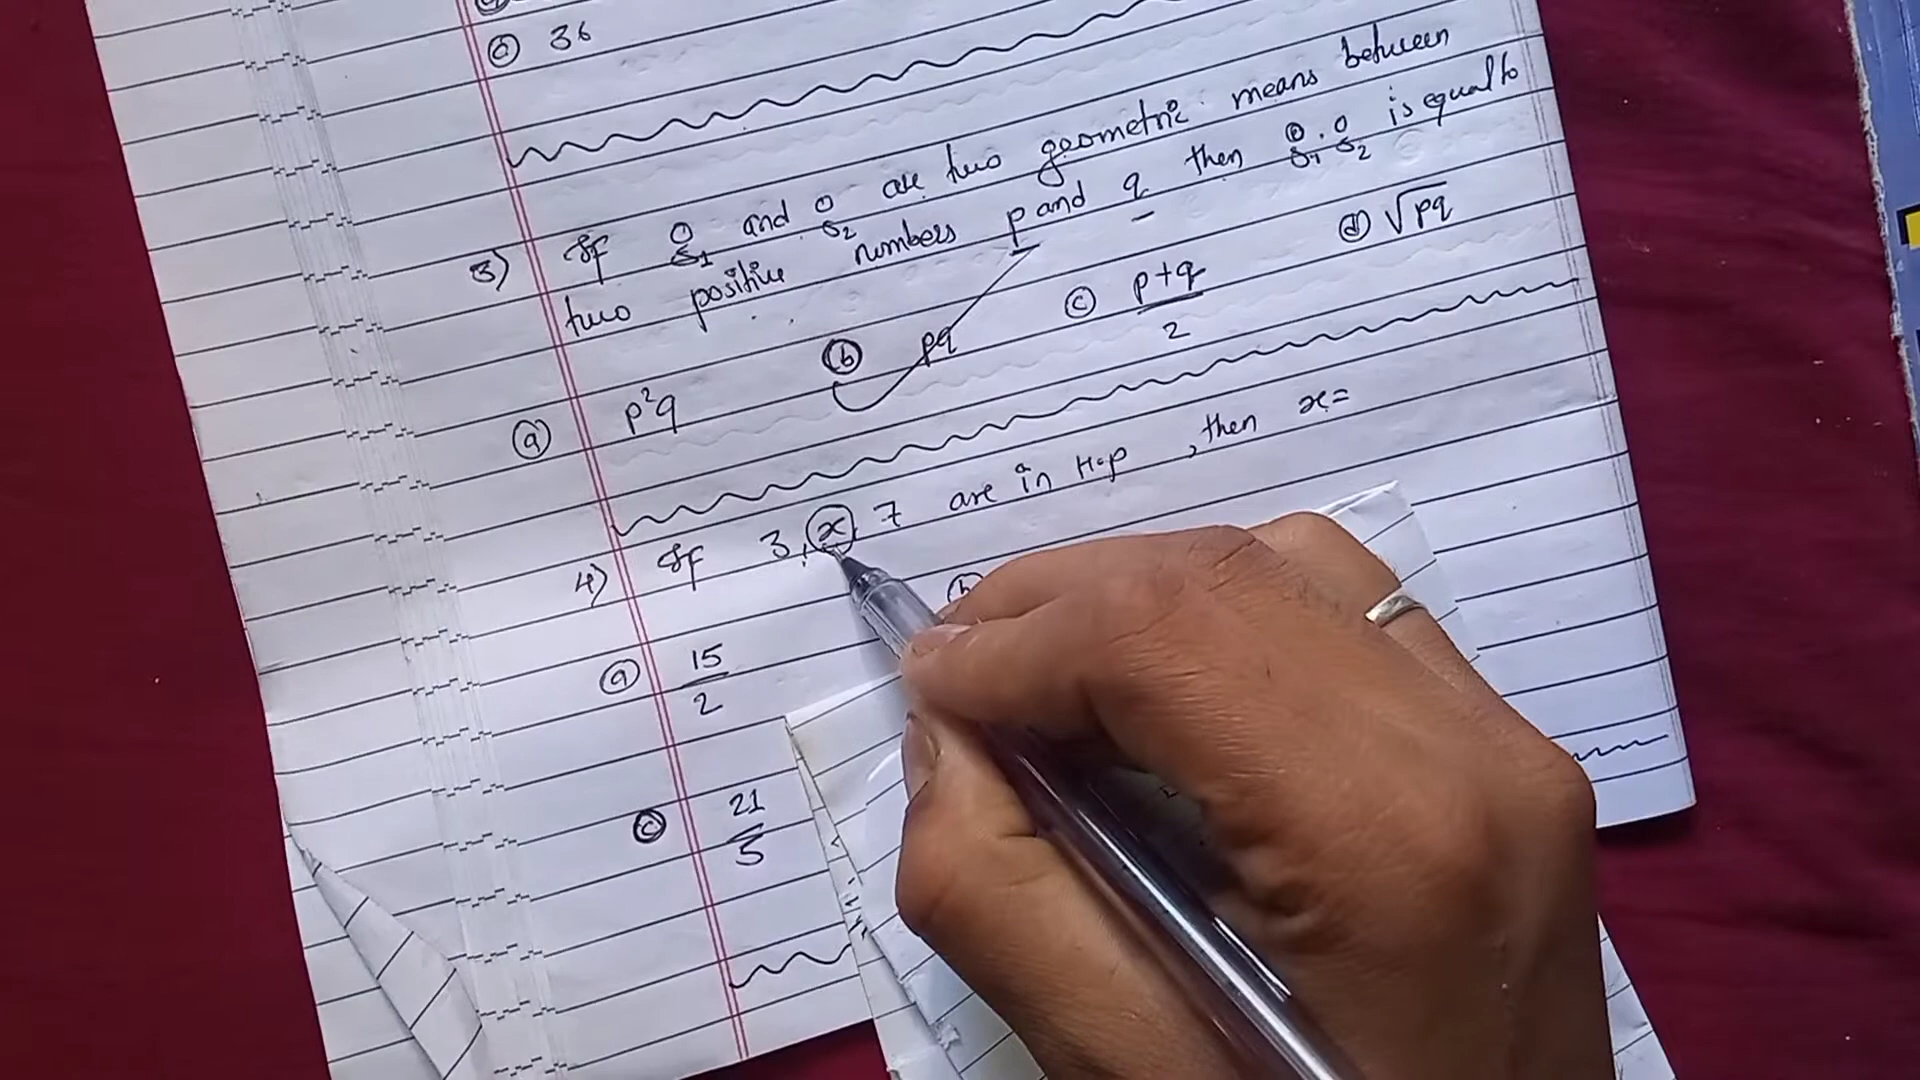 ⓓ 36
3) If g₁ and g₂ are two geometric means between
two positive numbers p and q then g₁.g₂ is equal to
ⓐ p²q ⓑ pq ⓒ p+q/2 ⓓ √pq
4) If 3, x, 7 are in H.p, then x=
ⓐ 15/2 ⓑ
ⓒ 21/5